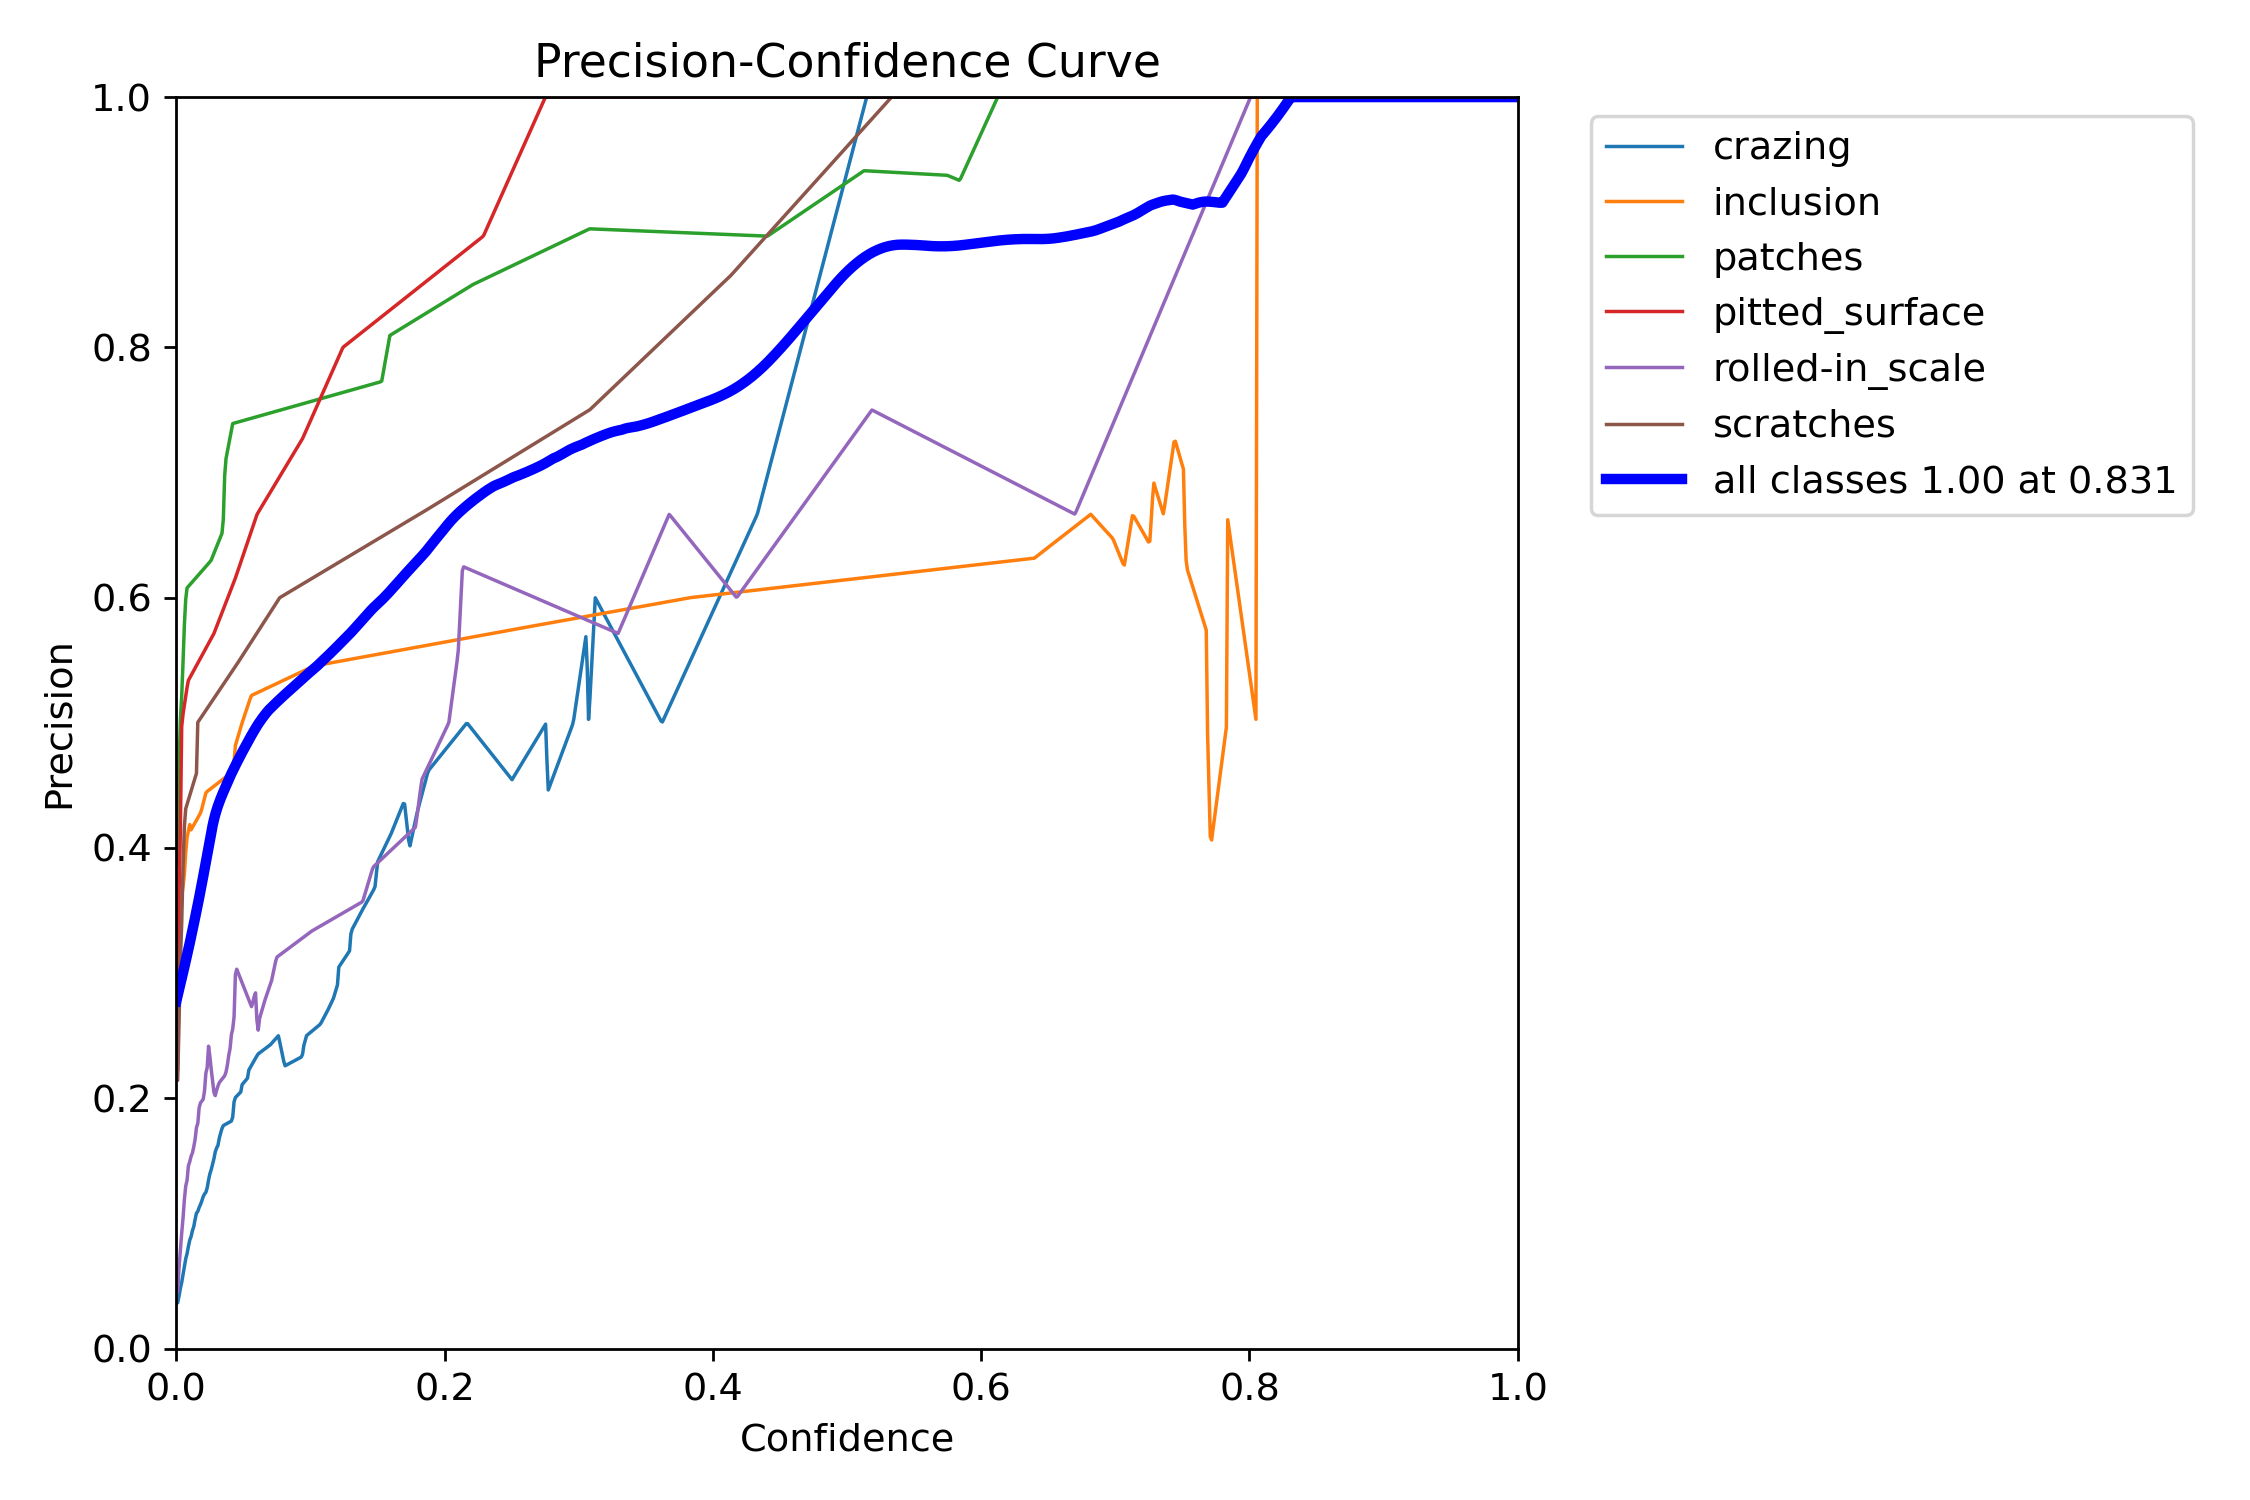 Precision-Confidence Curve
1.0
0.8
0.6
0.4
0.2
0.0
Precision
0.0 0.2 0.4 0.6 0.8 1.0
Confidence
crazing
inclusion
patches
pitted_surface
rolled-in_scale
scratches
all classes 1.00 at 0.831